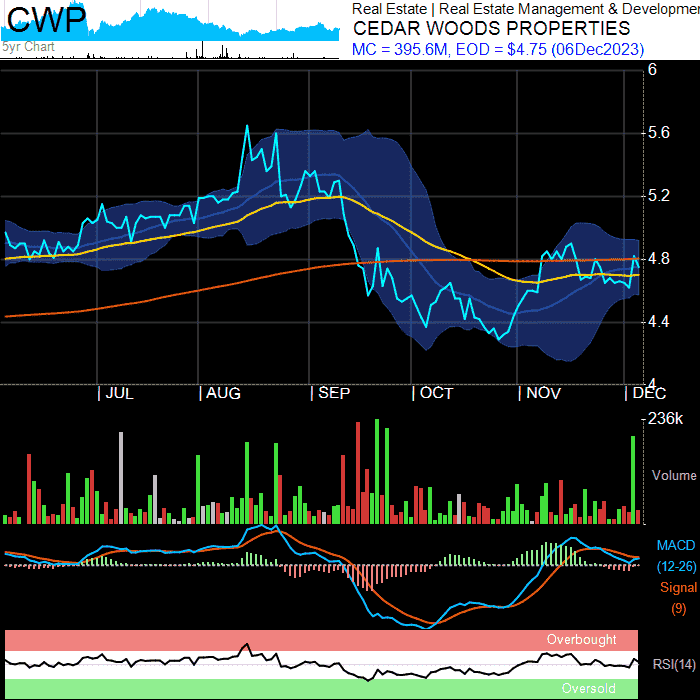 CWP
5yr Chart
Real Estate | Real Estate Management & Developmen
CEDAR WOODS PROPERTIES
MC = 395.6M, EOD = $4.75 (06Dec2023)
6
5.6
5.2
4.8
4.4
4
| JUL | AUG | SEP | OCT | NOV | DEC
236k
Volume
MACD
(12-26)
Signal
(9)
Overbought
RSI(14)
Oversold